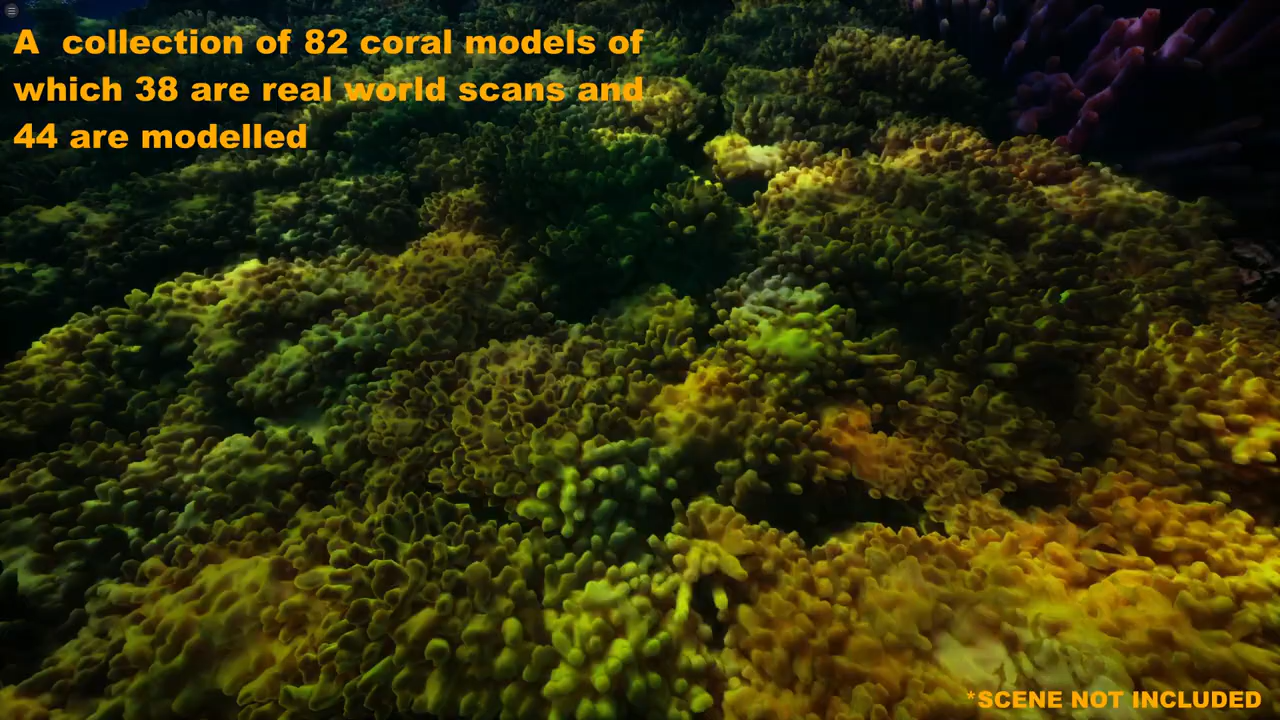 A  collection of 82 coral models of
which 38 are real world scans and
44 are modelled
*SCENE NOT INCLUDED